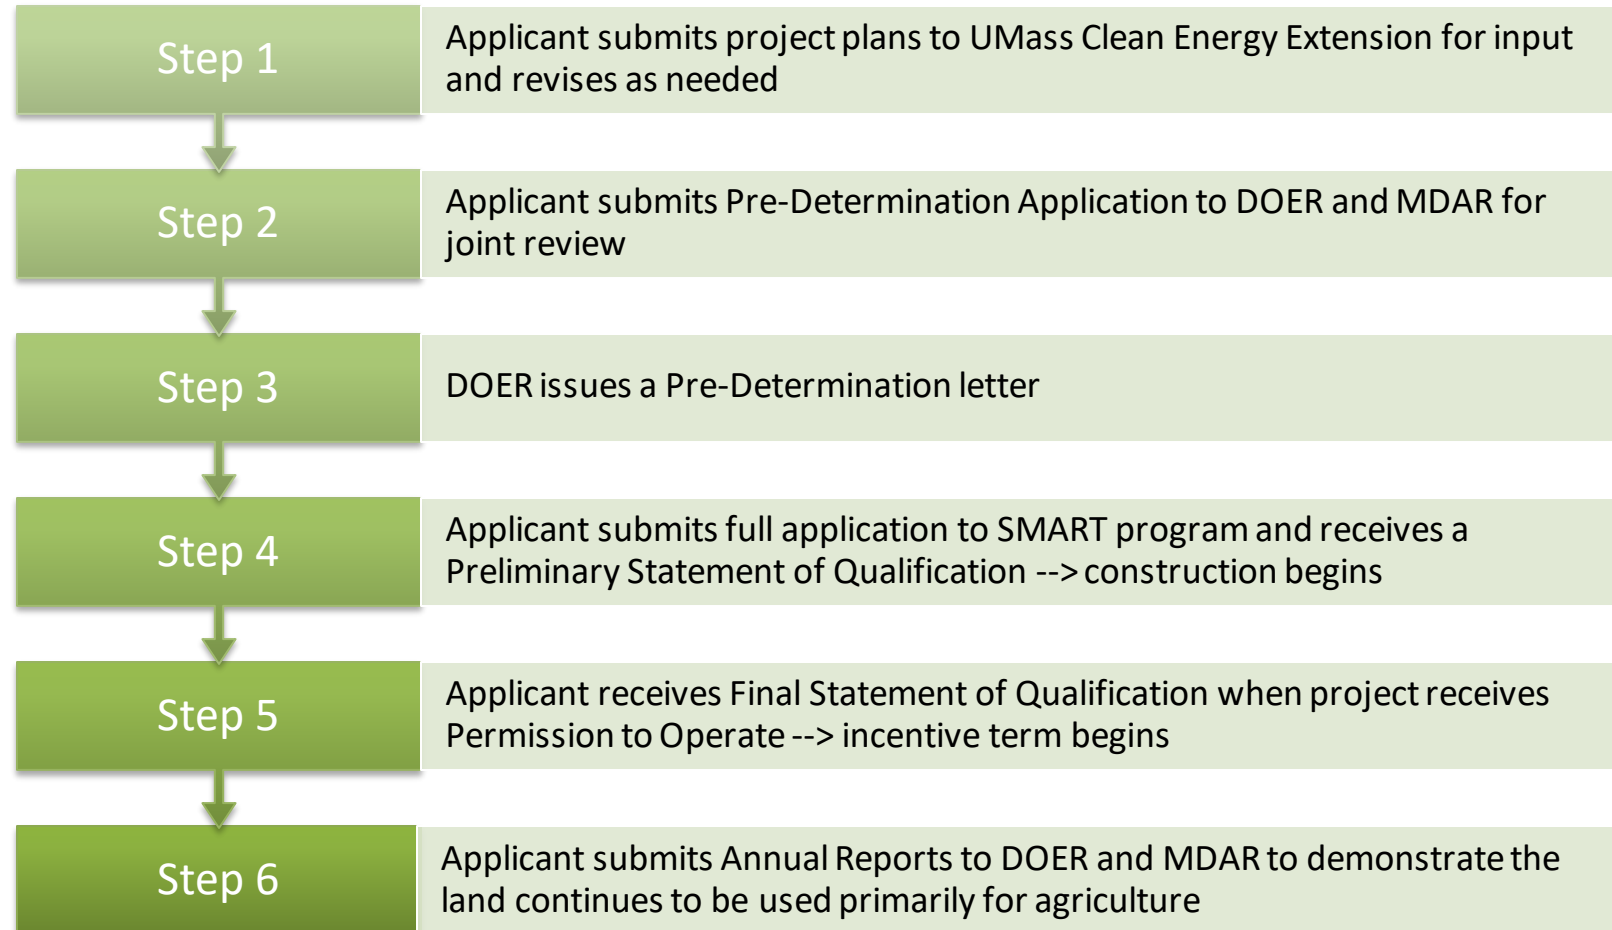 Step 1
Applicant submits project plans to UMass Clean Energy Extension for input
and revises as needed
Step 2
Applicant submits Pre-Determination Application to DOER and MDAR for
joint review
Step 3
DOER issues a Pre-Determination letter
Step 4
Applicant submits full application to SMART program and receives a
Preliminary Statement of Qualification --> construction begins
Step 5
Applicant receives Final Statement of Qualification when project receives
Permission to Operate --> incentive term begins
Step 6
Applicant submits Annual Reports to DOER and MDAR to demonstrate the
land continues to be used primarily for agriculture